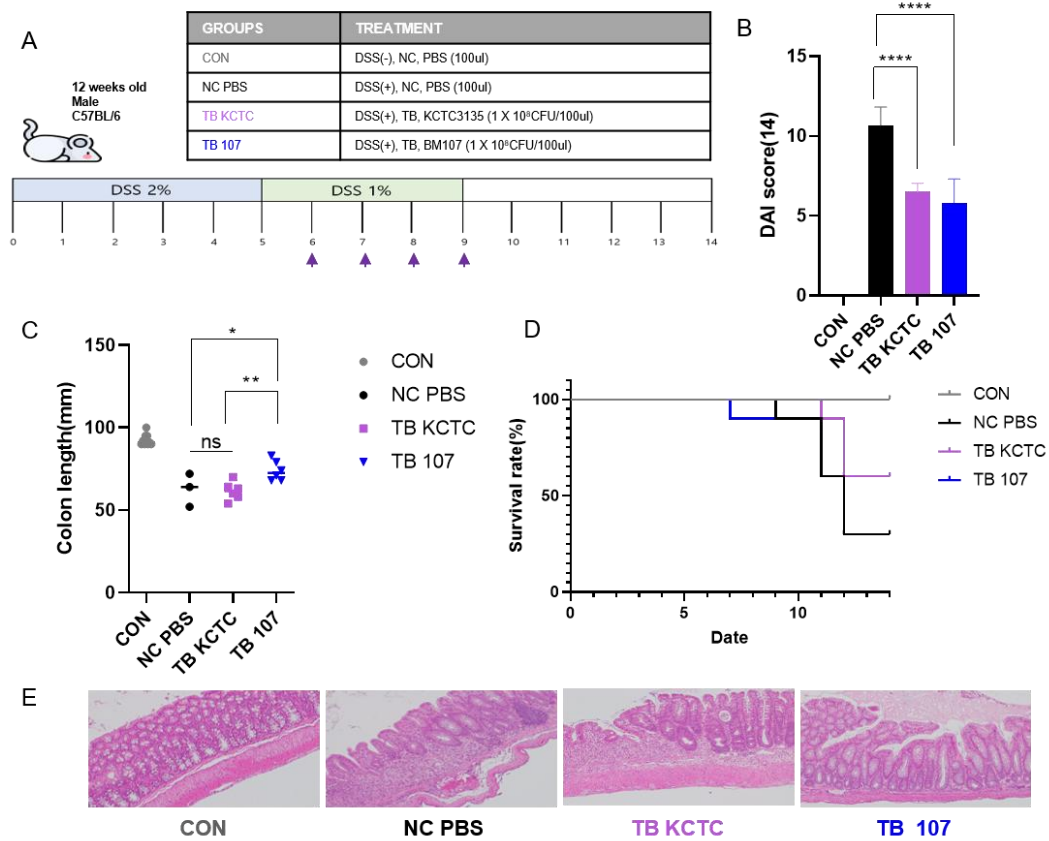 A
12 weeks old
Male
C57BL/6
GROUPS TREATMENT
CON DSS(-), NC, PBS (100ul)
NC PBS DSS(+), NC, PBS (100ul)
TB KCTC DSS(+), TB, KCTC3135 (1 X 10⁸CFU/100ul)
TB 107 DSS(+), TB, BM107 (1 X 10⁸CFU/100ul)
DSS 2% DSS 1%
0 1 2 3 4 5 6 7 8 9 10 11 12 13 14
B
****
****
DAI score(14)
15
10
5
0
CON
NC PBS
TB KCTC
TB 107
C
*
**
ns
Colon length(mm)
150
100
50
0
CON
NC PBS
TB KCTC
TB 107
CON
NC PBS
TB KCTC
TB 107
D
Survival rate(%)
100
50
0
0 5 10
Date
CON
NC PBS
TB KCTC
TB 107
E
CON NC PBS TB KCTC TB 107